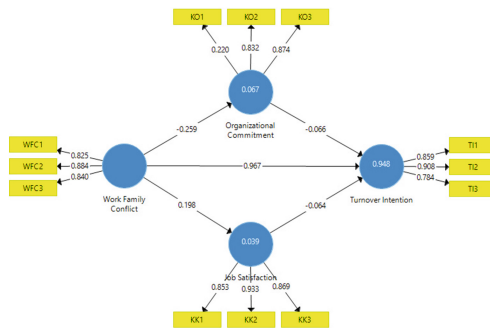 KO1 KO2 KO3
0.220 0.832 0.874
0.067
Organizational
Commitment
-0.259 -0.066
WFC1
WFC2
WFC3
0.825
0.884
0.840
Work Family
Conflict
0.967
0.948
Turnover Intention
0.859
0.908
0.784
TI1
TI2
TI3
0.198 -0.064
0.039
Job Satisfaction
0.853 0.933 0.869
KK1 KK2 KK3